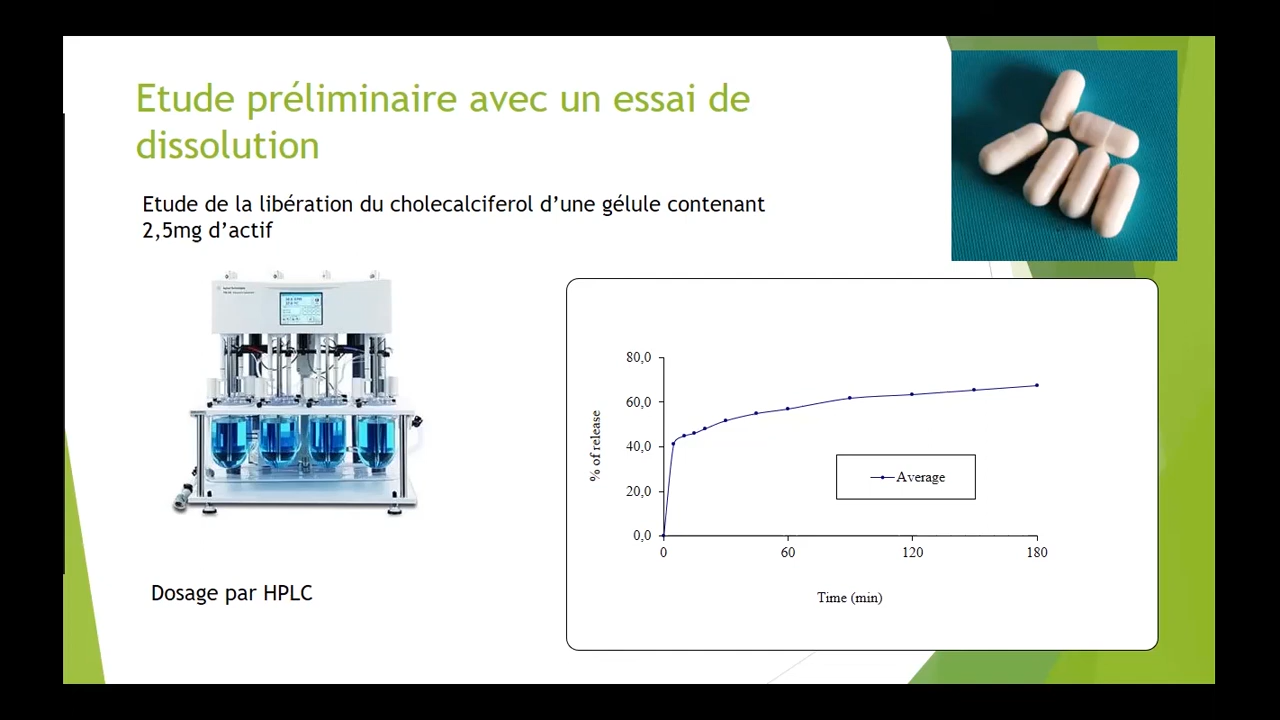 Etude préliminaire avec un essai de
dissolution
Etude de la libération du cholecalciferol d’une gélule contenant
2,5mg d’actif
80,0
60,0
40,0
20,0
0,0
% of release
Average
0
60
120
180
Time (min)
Dosage par HPLC